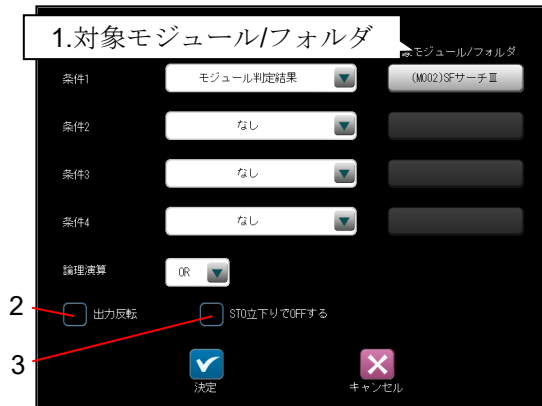 1.対象モジュール/フォルダ
象モジュール/フォルダ
条件1 モジュール判定結果 (M002)SFサーチⅢ
条件2 なし
条件3 なし
条件4 なし
論理演算 OR
2 出力反転 STO立下りでOFFする
3
決定 キャンセル